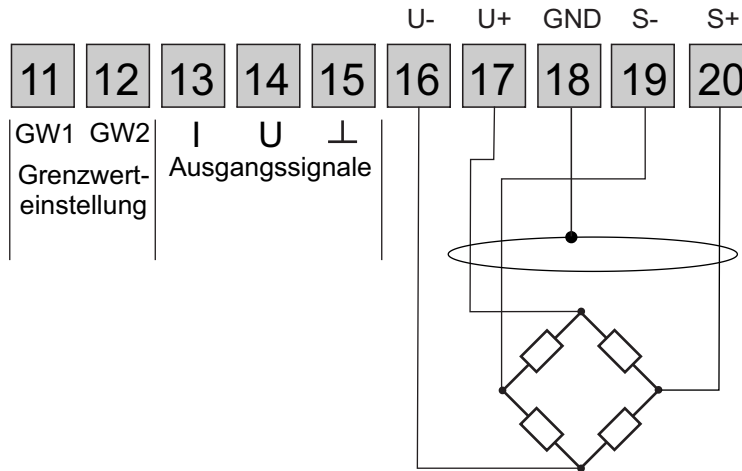 U- U+ GND S- S+
11 12 13 14 15 16 17 18 19 20
GW1 GW2 I U ⊥
Grenzwert-
einstellung
Ausgangssignale